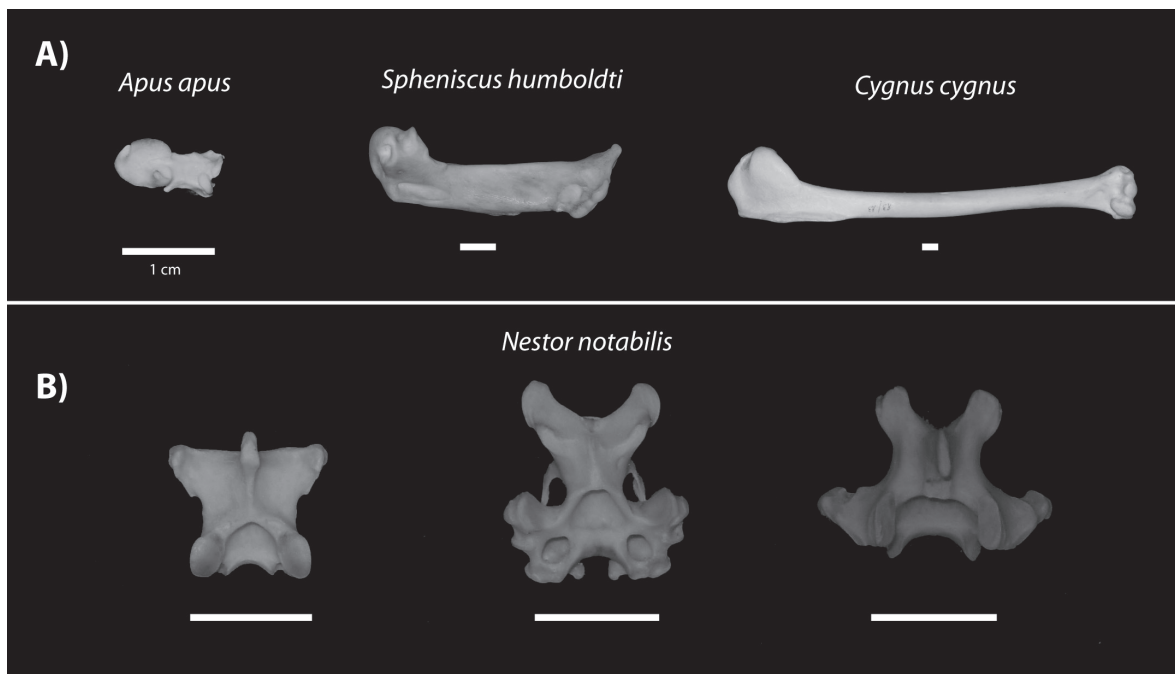 A)
Apus apus
Spheniscus humboldti
Cygnus cygnus
1 cm
Nestor notabilis
B)